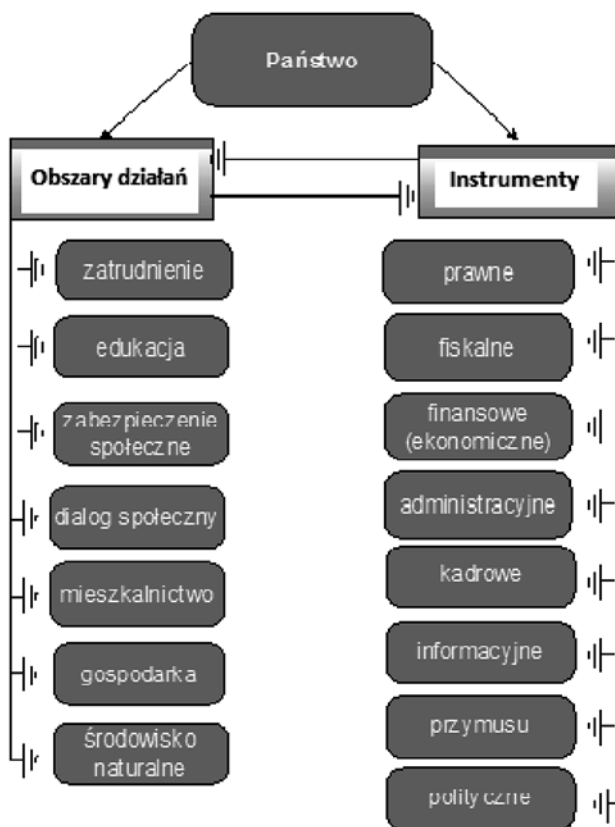 Państwo
Obszary działań
Instrumenty
zatrudnienie
edukacja
zabezpieczenie
społeczne
dialog społeczny
mieszkalnictwo
gospodarka
środowisko
naturalne
prawne
fiskalne
finansowe
(ekonomiczne)
administracyjne
kadrowe
informacyjne
przymusu
polityczne